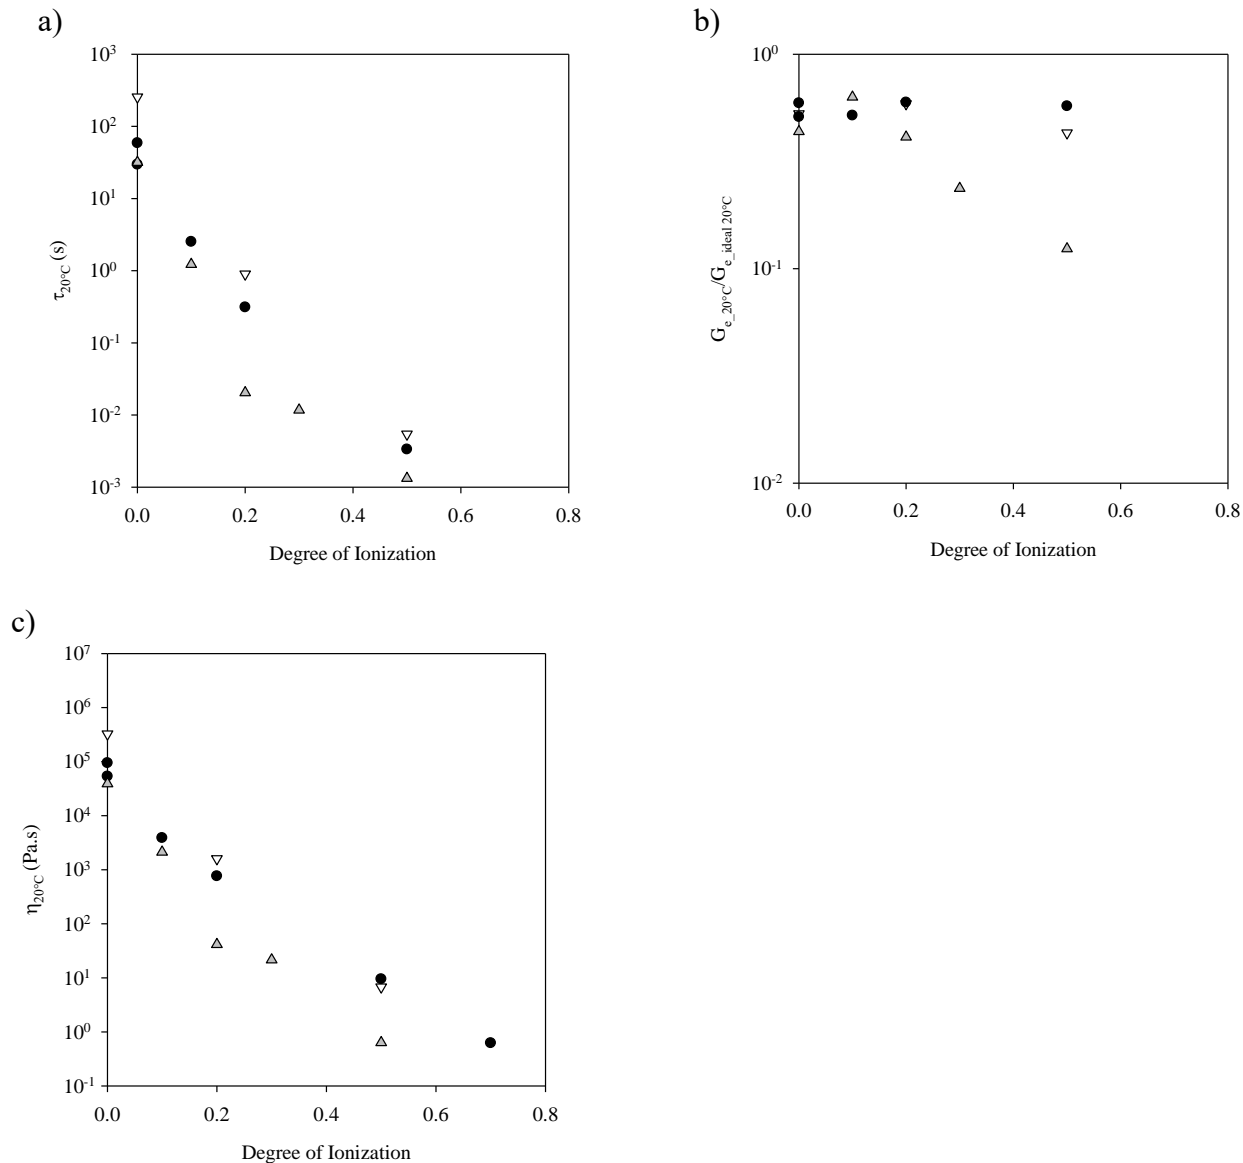 a)
10³
10²
10¹
10⁰
10⁻¹
10⁻²
10⁻³
τ₂₀°C (s)
0.0 0.2 0.4 0.6 0.8
Degree of Ionization
b)
10⁰
10⁻¹
10⁻²
Ge_20°C/Ge_ideal 20°C
0.0 0.2 0.4 0.6 0.8
Degree of Ionization
c)
10⁷
10⁶
10⁵
10⁴
10³
10²
10¹
10⁰
10⁻¹
η₂₀°C (Pa.s)
0.0 0.2 0.4 0.6 0.8
Degree of Ionization